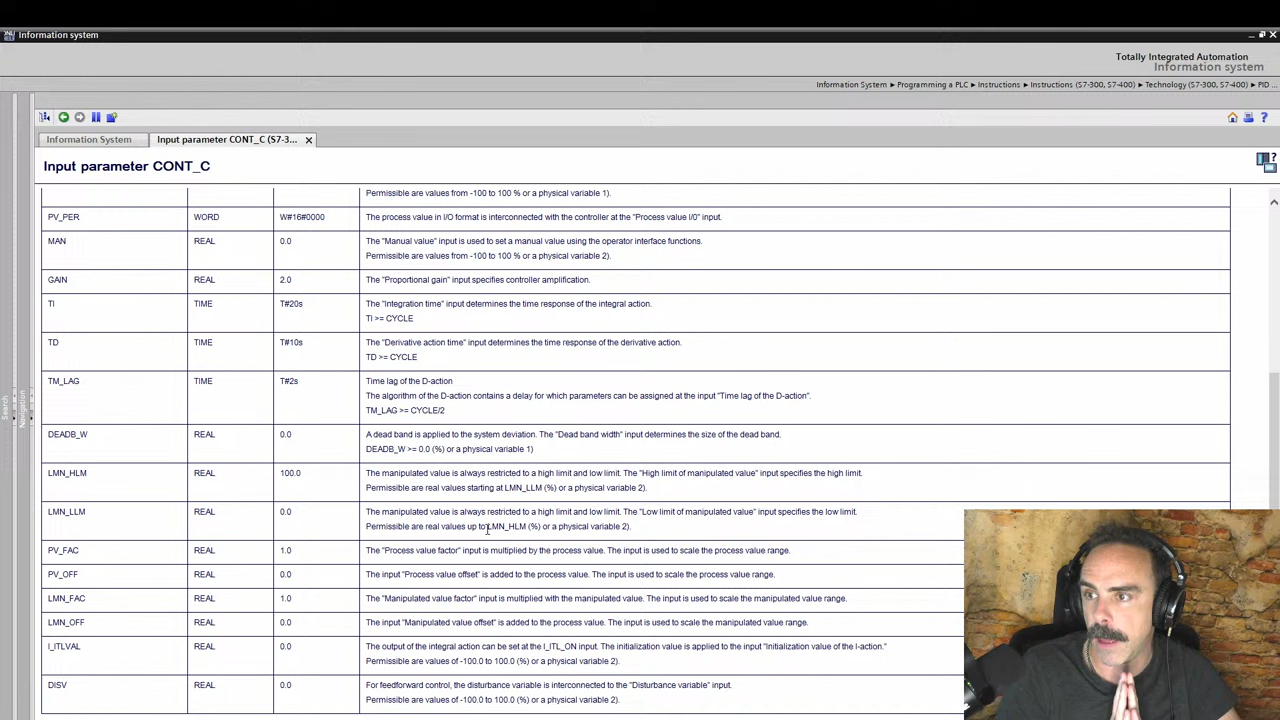 Information system
Totally Integrated Automation
Information system
Information System ▸ Programming a PLC ▸ Instructions ▸ Instructions (S7-300, S7-400) ▸ Technology (S7-300, S7-400) ▸ PID ...
Information System
Input parameter CONT_C (S7-3...
Input parameter CONT_C
Permissible are values from -100 to 100 % or a physical variable 1).
PV_PER WORD W#16#0000 The process value in I/O format is interconnected with the controller at the "Process value I/0" input.
MAN REAL 0.0 The "Manual value" input is used to set a manual value using the operator interface functions.
Permissible are values from -100 to 100 % or a physical variable 2).
GAIN REAL 2.0 The "Proportional gain" input specifies controller amplification.
TI TIME T#20s The "Integration time" input determines the time response of the integral action.
TI >= CYCLE
TD TIME T#10s The "Derivative action time" input determines the time response of the derivative action.
TD >= CYCLE
TM_LAG TIME T#2s Time lag of the D-action
The algorithm of the D-action contains a delay for which parameters can be assigned at the input "Time lag of the D-action".
TM_LAG >= CYCLE/2
DEADB_W REAL 0.0 A dead band is applied to the system deviation. The "Dead band width" input determines the size of the dead band.
DEADB_W >= 0.0 (%) or a physical variable 1)
LMN_HLM REAL 100.0 The manipulated value is always restricted to a high limit and low limit. The "High limit of manipulated value" input specifies the high limit.
Permissible are real values starting at LMN_LLM (%) or a physical variable 2).
LMN_LLM REAL 0.0 The manipulated value is always restricted to a high limit and low limit. The "Low limit of manipulated value" input specifies the low limit.
Permissible are real values up to LMN_HLM (%) or a physical variable 2).
PV_FAC REAL 1.0 The "Process value factor" input is multiplied by the process value. The input is used to scale the process value range.
PV_OFF REAL 0.0 The input "Process value offset" is added to the process value. The input is used to scale the process value range.
LMN_FAC REAL 1.0 The "Manipulated value factor" input is multiplied with the manipulated value. The input is used to scale the manipulated value range.
LMN_OFF REAL 0.0 The input "Manipulated value offset" is added to the process value. The input is used to scale the manipulated value range.
I_ITLVAL REAL 0.0 The output of the integral action can be set at the I_ITL_ON input. The initialization value is applied to the input "Initialization value of the I-action."
Permissible are values of -100.0 to 100.0 (%) or a physical variable 2).
DISV REAL 0.0 For feedforward control, the disturbance variable is interconnected to the "Disturbance variable" input.
Permissible are values of -100.0 to 100.0 (%) or a physical variable 2).
Search
Navigation